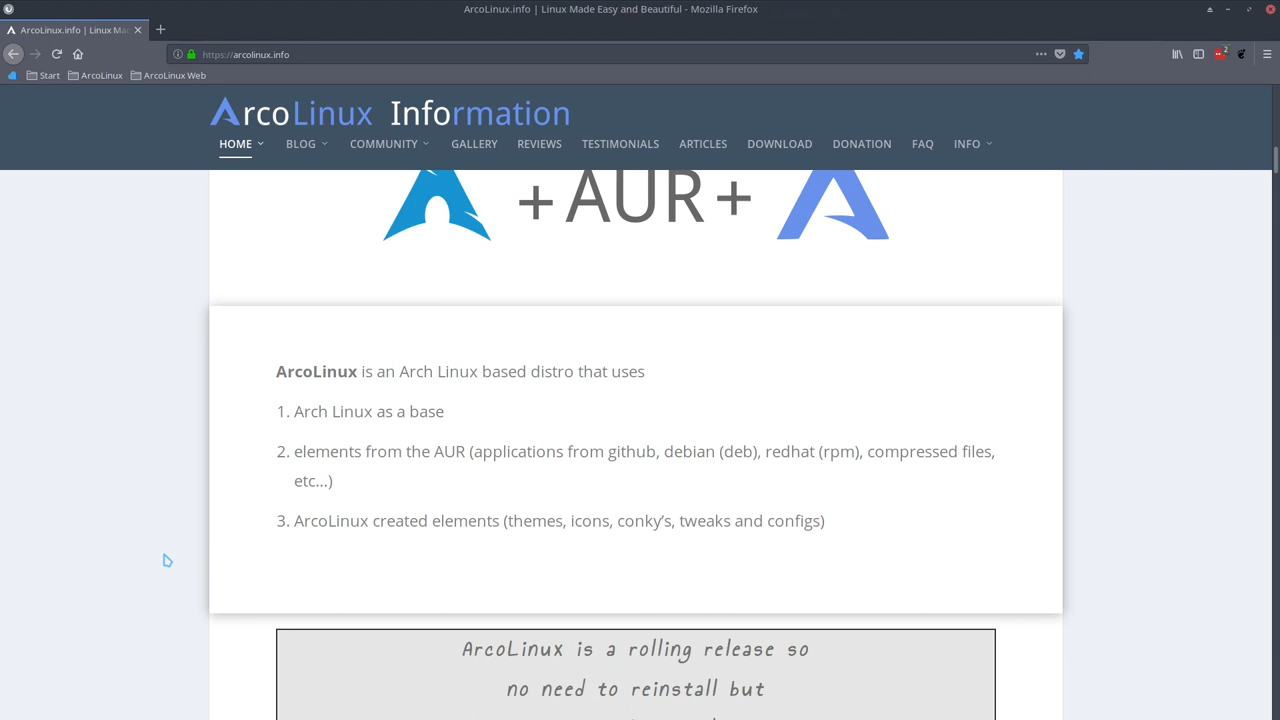 ArcoLinux.info | Linux Made Easy and Beautiful - Mozilla Firefox
ArcoLinux.info | Linux Ma
https://arcolinux.info
2
Start
ArcoLinux
ArcoLinux Web
ArcoLinux Information
HOME
BLOG
COMMUNITY
GALLERY
REVIEWS
TESTIMONIALS
ARTICLES
DOWNLOAD
DONATION
FAQ
INFO
+ AUR +
ArcoLinux is an Arch Linux based distro that uses
1. Arch Linux as a base
2. elements from the AUR (applications from github, debian (deb), redhat (rpm), compressed files,
etc...)
3. ArcoLinux created elements (themes, icons, conky’s, tweaks and configs)
ArcoLinux is a rolling release so
no need to reinstall but